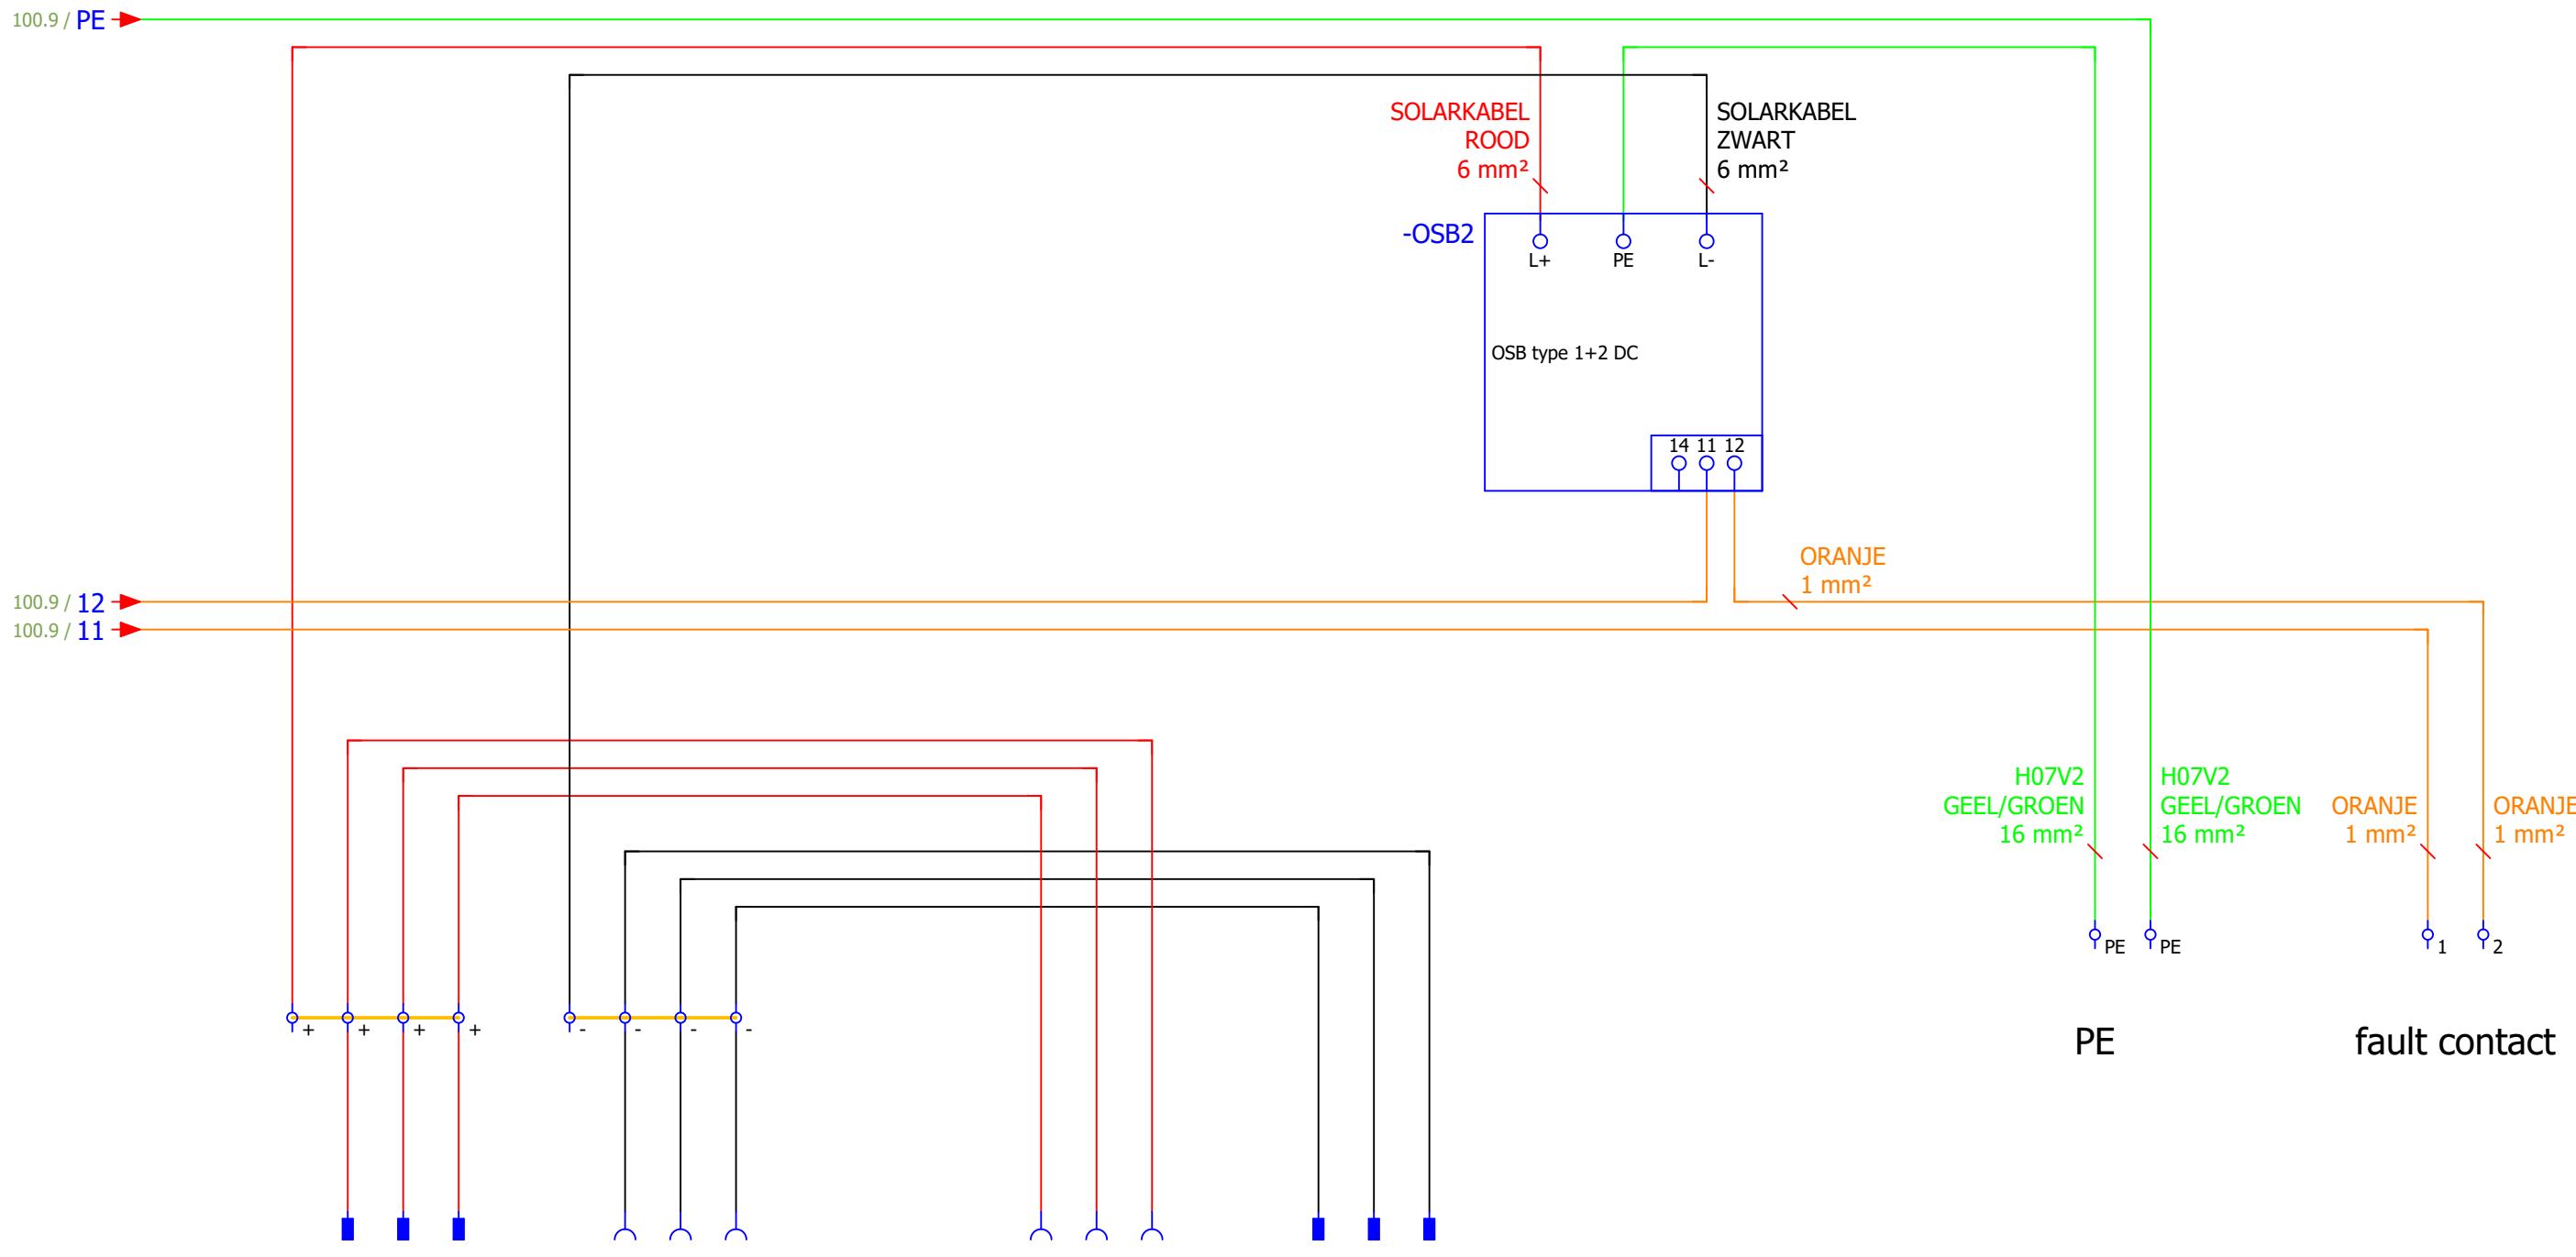 100.9 / PE
SOLARKABEL
ROOD
6 mm²
SOLARKABEL
ZWART
6 mm²
-OSB2
L+ PE L-
OSB type 1+2 DC
14 11 12
ORANJE
1 mm²
100.9 / 12
100.9 / 11
H07V2
GEEL/GROEN
16 mm²
H07V2
GEEL/GROEN
16 mm²
ORANJE
1 mm²
ORANJE
1 mm²
PE PE 1 2
+ + + + - - - -
PE fault contact